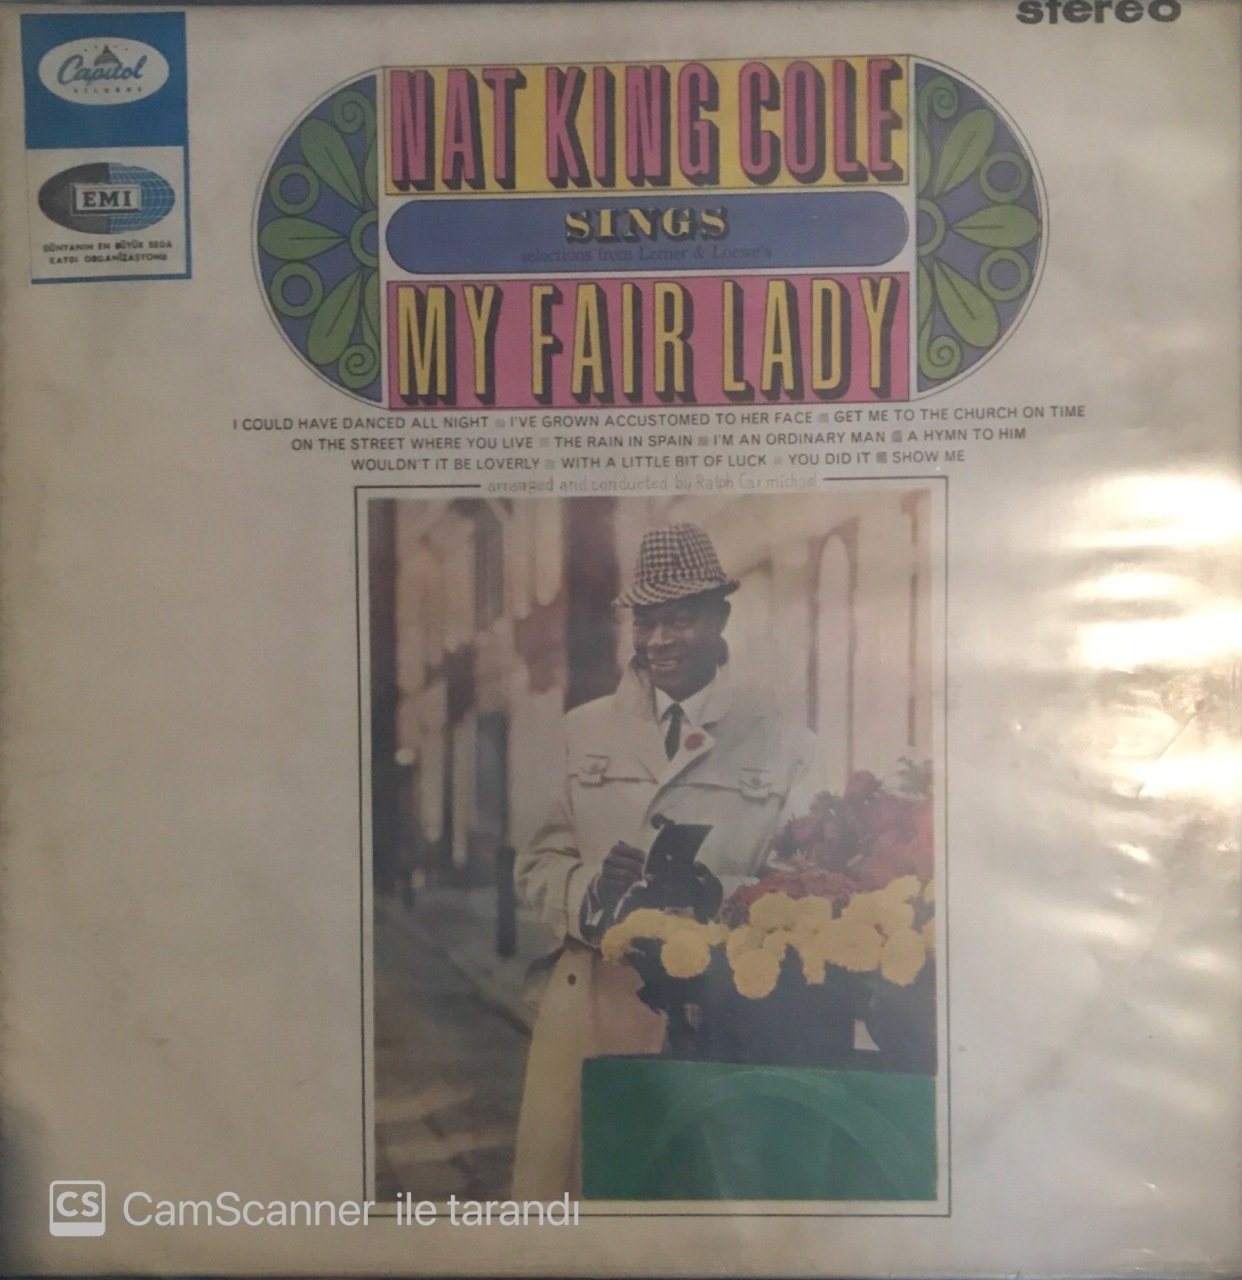 stereo
Capitol
RECORDS
EMI
DÜNYANIN EN BÜYÜK SEDA
KAYDI ORGANİZASYONU
NAT KING COLE
SINGS
selections from Lerner & Loewe's
MY FAIR LADY
I COULD HAVE DANCED ALL NIGHT I'VE GROWN ACCUSTOMED TO HER FACE GET ME TO THE CHURCH ON TIME
ON THE STREET WHERE YOU LIVE THE RAIN IN SPAIN I'M AN ORDINARY MAN A HYMN TO HIM
WOULDN'T IT BE LOVERLY WITH A LITTLE BIT OF LUCK YOU DID IT SHOW ME
arranged and conducted by Ralph Carmichael
CS CamScanner ile tarandı